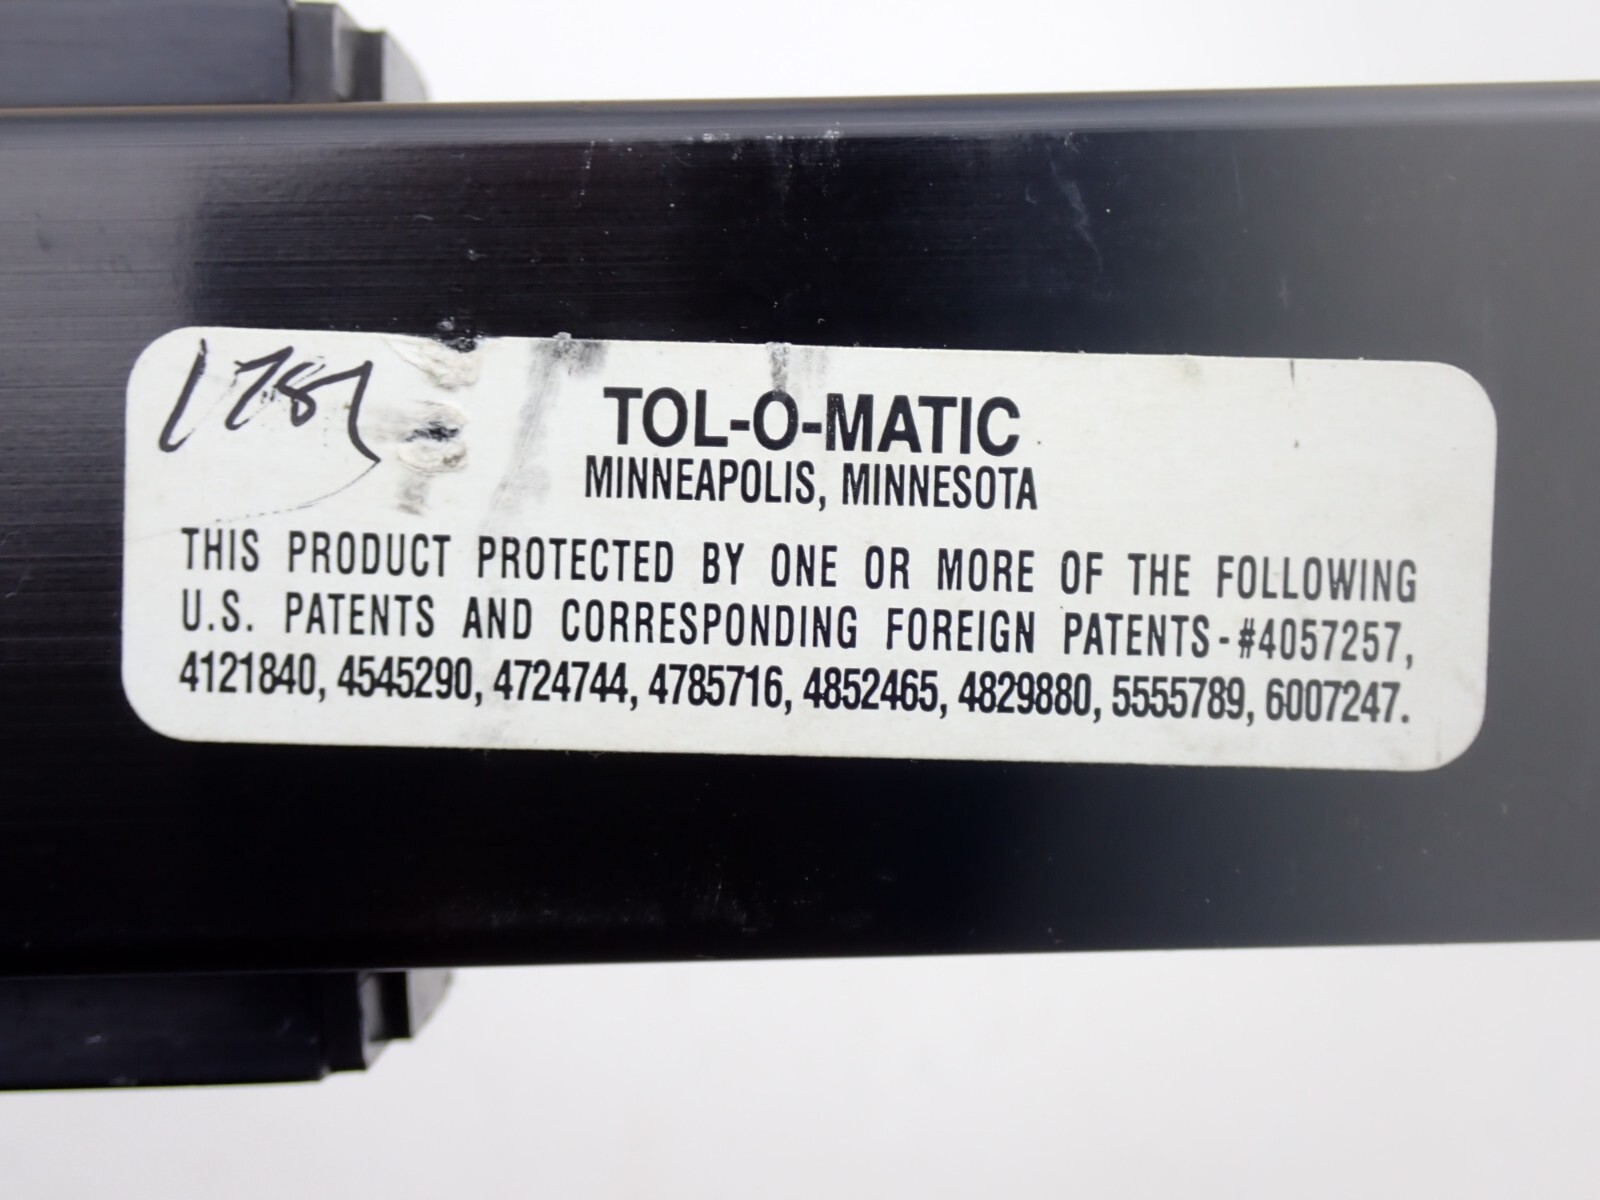 1787
TOL-O-MATIC
MINNEAPOLIS, MINNESOTA
THIS PRODUCT PROTECTED BY ONE OR MORE OF THE FOLLOWING
U.S. PATENTS AND CORRESPONDING FOREIGN PATENTS-#4057257,
4121840, 4545290, 4724744, 4785716, 4852465, 4829880, 5555789, 6007247.